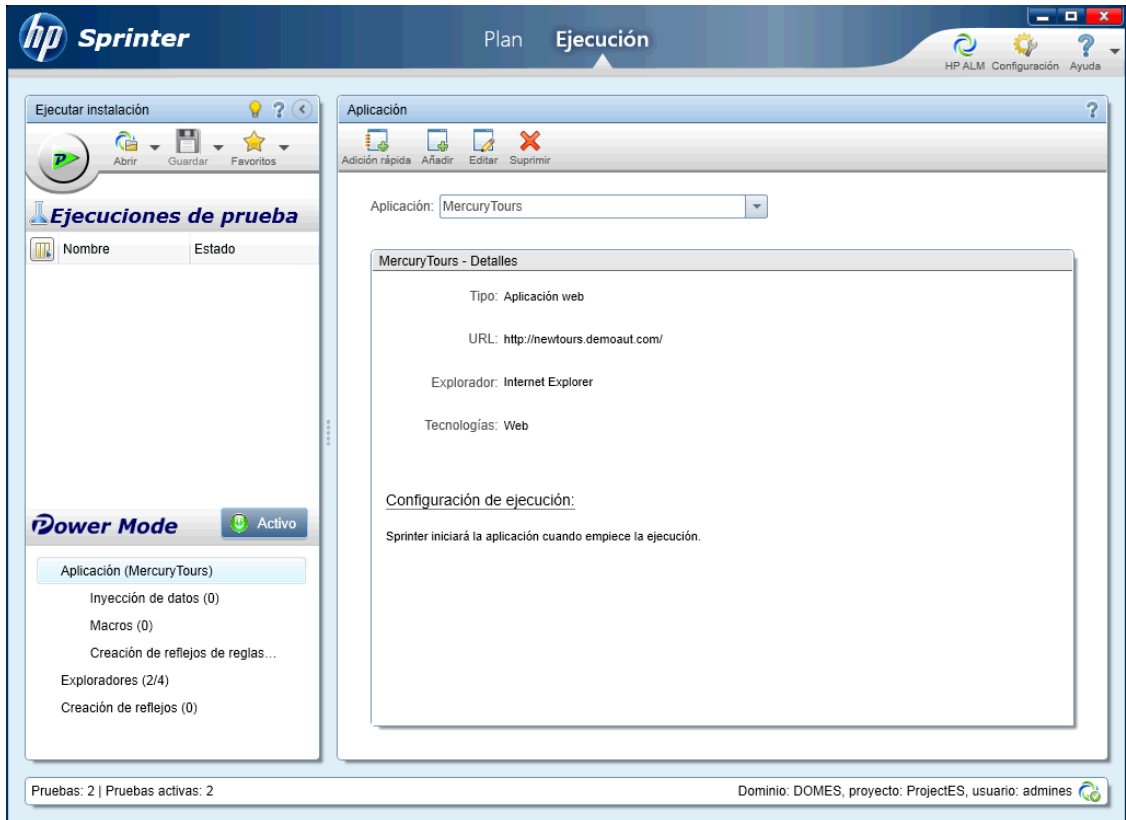 hp Sprinter
Plan Ejecución
HP ALM Configuración Ayuda
Ejecutar instalación
Abrir Guardar Favoritos
Ejecuciones de prueba
Nombre Estado
Power Mode Activo
Aplicación (MercuryTours)
Inyección de datos (0)
Macros (0)
Creación de reflejos de reglas...
Exploradores (2/4)
Creación de reflejos (0)
Aplicación
Adición rápida Añadir Editar Suprimir
Aplicación: MercuryTours
MercuryTours - Detalles
Tipo: Aplicación web
URL: http://newtours.demoaut.com/
Explorador: Internet Explorer
Tecnologías: Web
Configuración de ejecución:
Sprinter iniciará la aplicación cuando empiece la ejecución.
Pruebas: 2 | Pruebas activas: 2
Dominio: DOMES, proyecto: ProjectES, usuario: admines